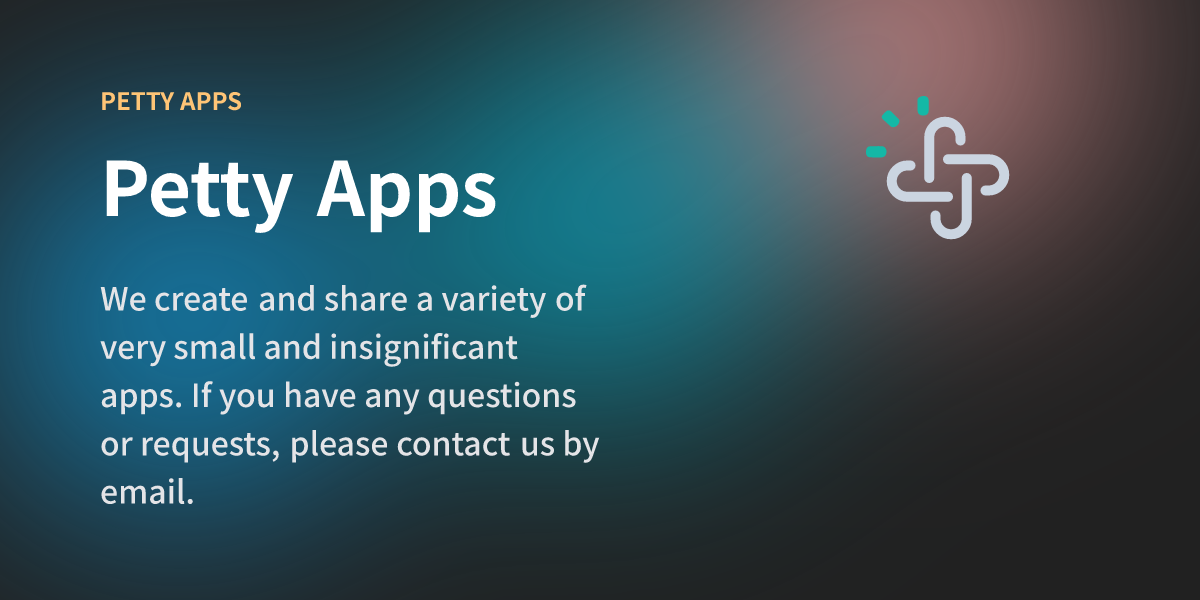 PETTY APPS
Petty Apps
We create and share a variety of
very small and insignificant
apps. If you have any questions
or requests, please contact us by
email.